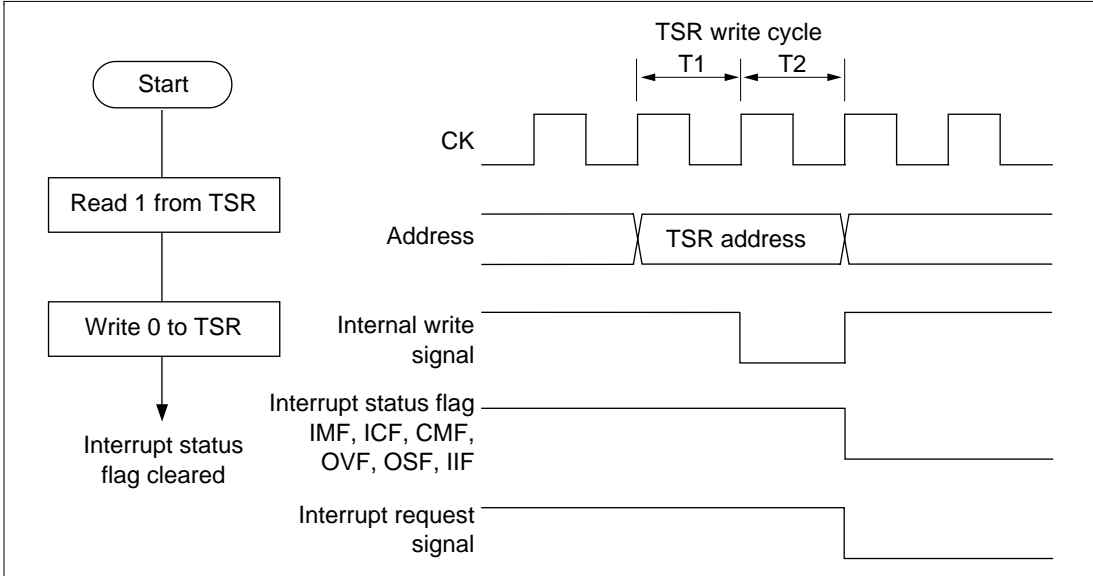 Start
Read 1 from TSR
Write 0 to TSR
Interrupt status
flag cleared
TSR write cycle
T1 T2
CK
Address
TSR address
Internal write
signal
Interrupt status flag
IMF, ICF, CMF,
OVF, OSF, IIF
Interrupt request
signal